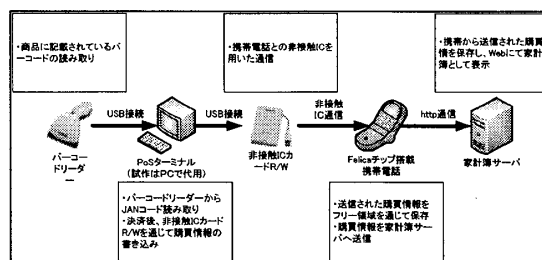 ・商品に記載されているバ
ーコードの読み取り
・携帯電話との非接触ICを
用いた通信
・携帯から送信された購買
情を保存し、Webにて家計
簿として表示
USB接続
USB接続
非接触
IC通信
http通信
バーコード
リーダー
PoSターミナル
(試作はPCで代用)
非接触ICカ
ードR/W
Felicaチップ搭載
携帯電話
家計簿サーバ
・バーコードリーダーから
JANコード読み取り
・決済後、非接触ICカード
R/Wを通じて購買情報の
書き込み
・送信された購買情報を
フリー領域を通じて保存
・購買情報を家計簿サー
バへ送信